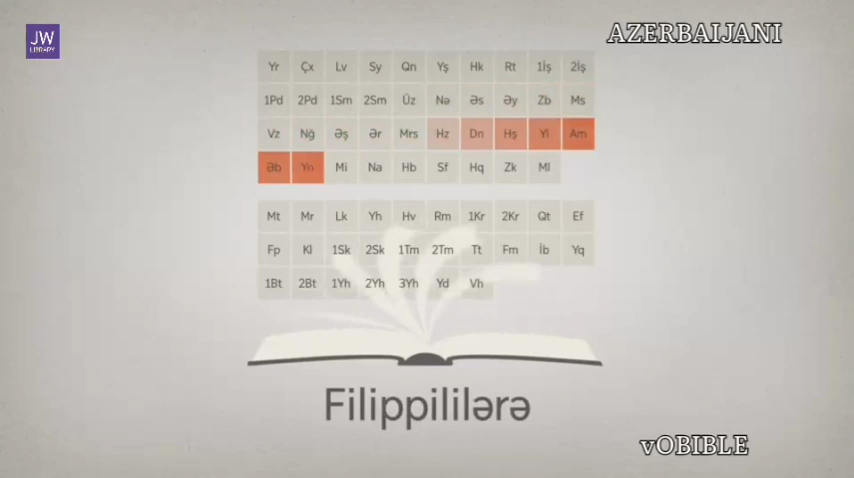 JW
LIBRARY
AZERBAIJANI
Yr Çx Lv Sy Qn Yş Hk Rt 1İş 2İş
1Pd 2Pd 1Sm 2Sm Üz Nə Əs Əy Zb Ms
Vz Nğ Əş Ər Mrs Hz Dn Hş Yl Am
Əb Yn Mi Na Hb Sf Hq Zk Ml
Mt Mr Lk Yh Hv Rm 1Kr 2Kr Qt Ef
Fp Kl 1Sk 2Sk 1Tm 2Tm Tt Fm İb Yq
1Bt 2Bt 1Yh 2Yh 3Yh Yd Vh
Filippililərə
vOBIBLE